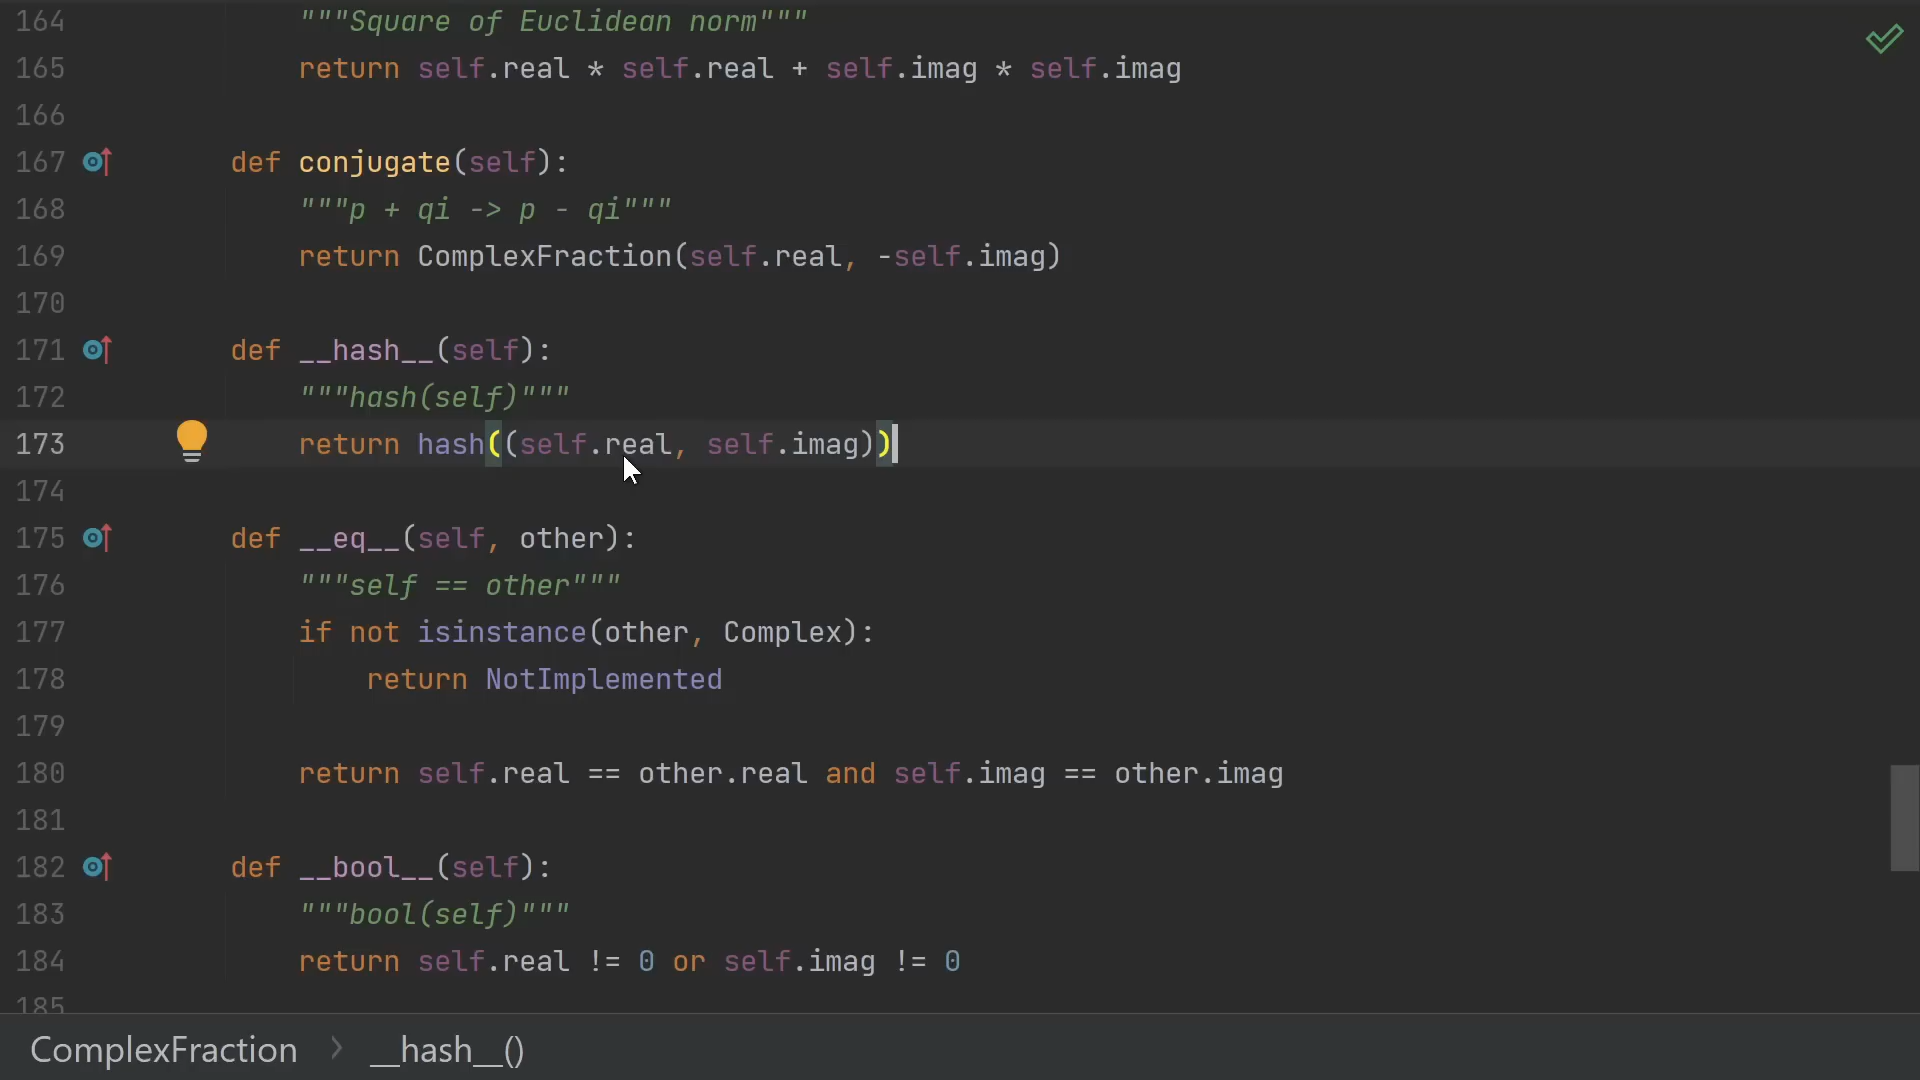 164 """Square of Euclidean norm"""
165 return self.real * self.real + self.imag * self.imag
166
167 def conjugate(self):
168 """p + qi -> p - qi"""
169 return ComplexFraction(self.real, -self.imag)
170
171 def __hash__(self):
172 """hash(self)"""
173 return hash((self.real, self.imag))
174
175 def __eq__(self, other):
176 """self == other"""
177 if not isinstance(other, Complex):
178 return NotImplemented
179
180 return self.real == other.real and self.imag == other.imag
181
182 def __bool__(self):
183 """bool(self)"""
184 return self.real != 0 or self.imag != 0
185
ComplexFraction > __hash__()